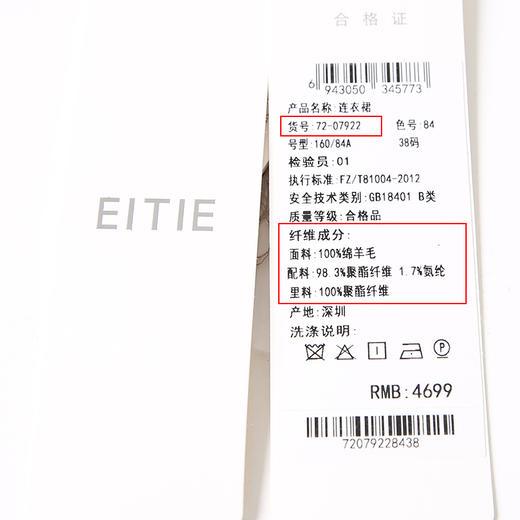 EITIE
合格证
6 943050 345773
产品名称:连衣裙
货号:72-07922 色号:84
号型:160/84A 38码
检验员:01
执行标准:FZ/T81004-2012
安全技术类别:GB18401 B类
质量等级:合格品
纤维成分:
面料:100%绵羊毛
配料:98.3%聚酯纤维 1.7%氨纶
里料:100%聚酯纤维
产地:深圳
洗涤说明:
P
RMB:4699
72079228438